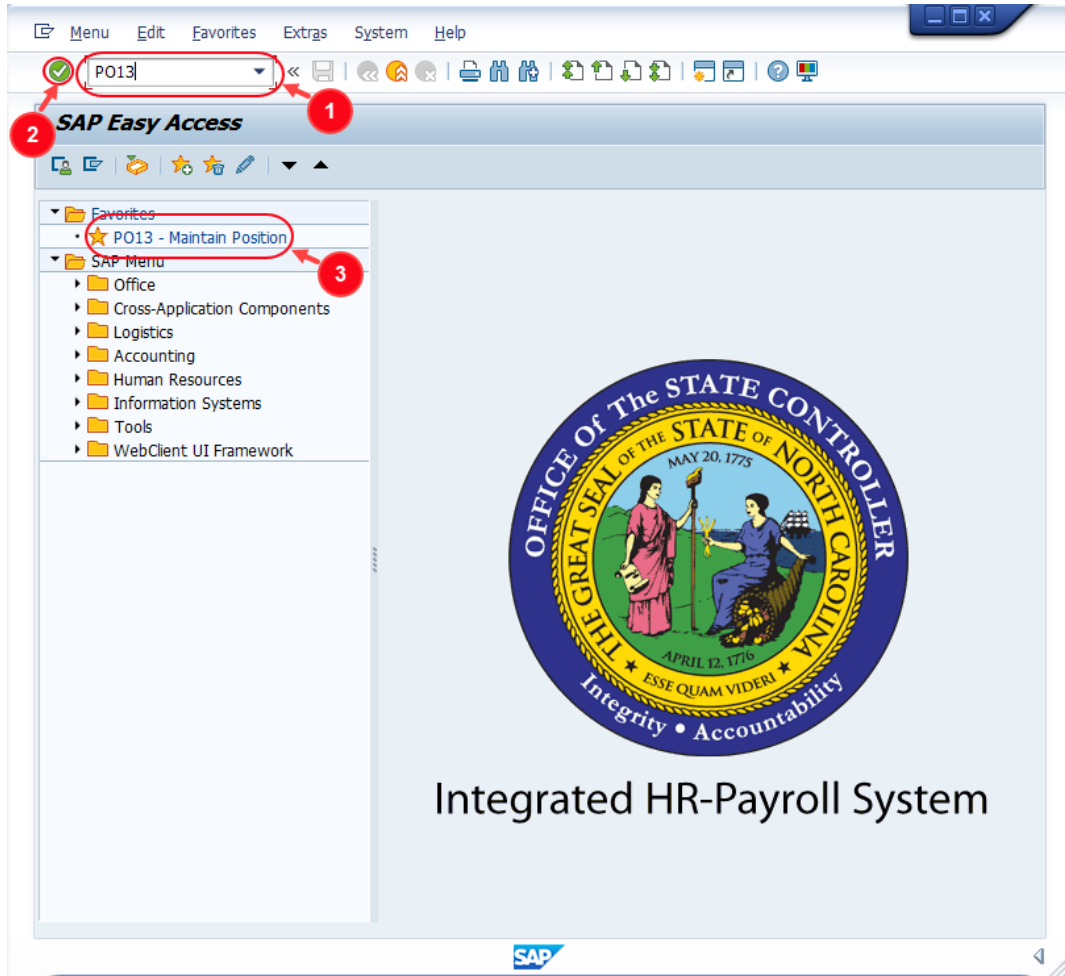 Menu Edit Favorites Extras System Help
PO13
1
2
SAP Easy Access
Favorites
PO13 - Maintain Position
3
SAP Menu
Office
Cross-Application Components
Logistics
Accounting
Human Resources
Information Systems
Tools
WebClient UI Framework
OFFICE Of The STATE CONTROLLER
THE GREAT SEAL OF THE STATE OF NORTH CAROLINA
MAY 20, 1775
APRIL 12, 1776
ESSE QUAM VIDERI
Integrity • Accountability
Integrated HR-Payroll System
SAP